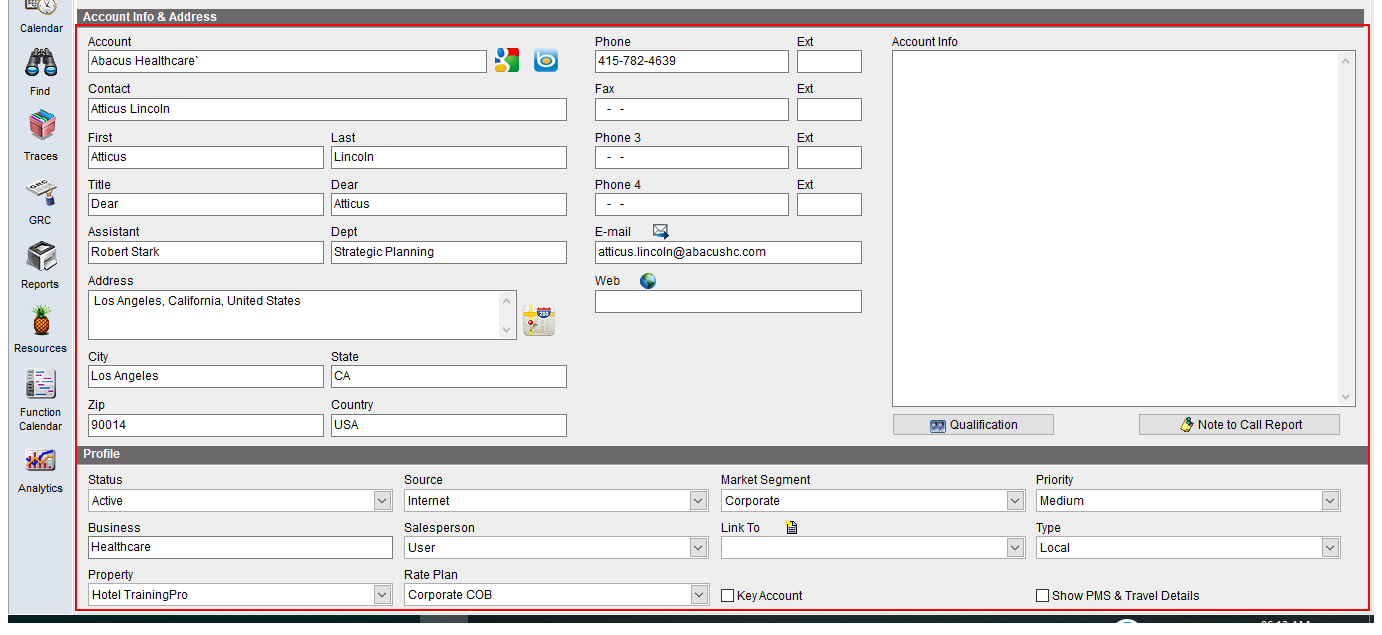 Calendar
Find
Traces
GRC
Reports
Resources
Function
Calendar
Analytics
Account Info & Address
Account
Abacus Healthcare`
Contact
Atticus Lincoln
First Last
Atticus Lincoln
Title Dear
Dear Atticus
Assistant Dept
Robert Stark Strategic Planning
Address
Los Angeles, California, United States
City State
Los Angeles CA
Zip Country
90014 USA
Phone Ext
415-782-4639
Fax Ext
- -
Phone 3 Ext
- -
Phone 4 Ext
- -
E-mail
atticus.lincoln@abacushc.com
Web
Account Info
Qualification Note to Call Report
Profile
Status Source Market Segment Priority
Active Internet Corporate Medium
Business Salesperson Link To Type
Healthcare User Local
Property Rate Plan
Hotel TrainingPro Corporate COB Key Account Show PMS & Travel Details